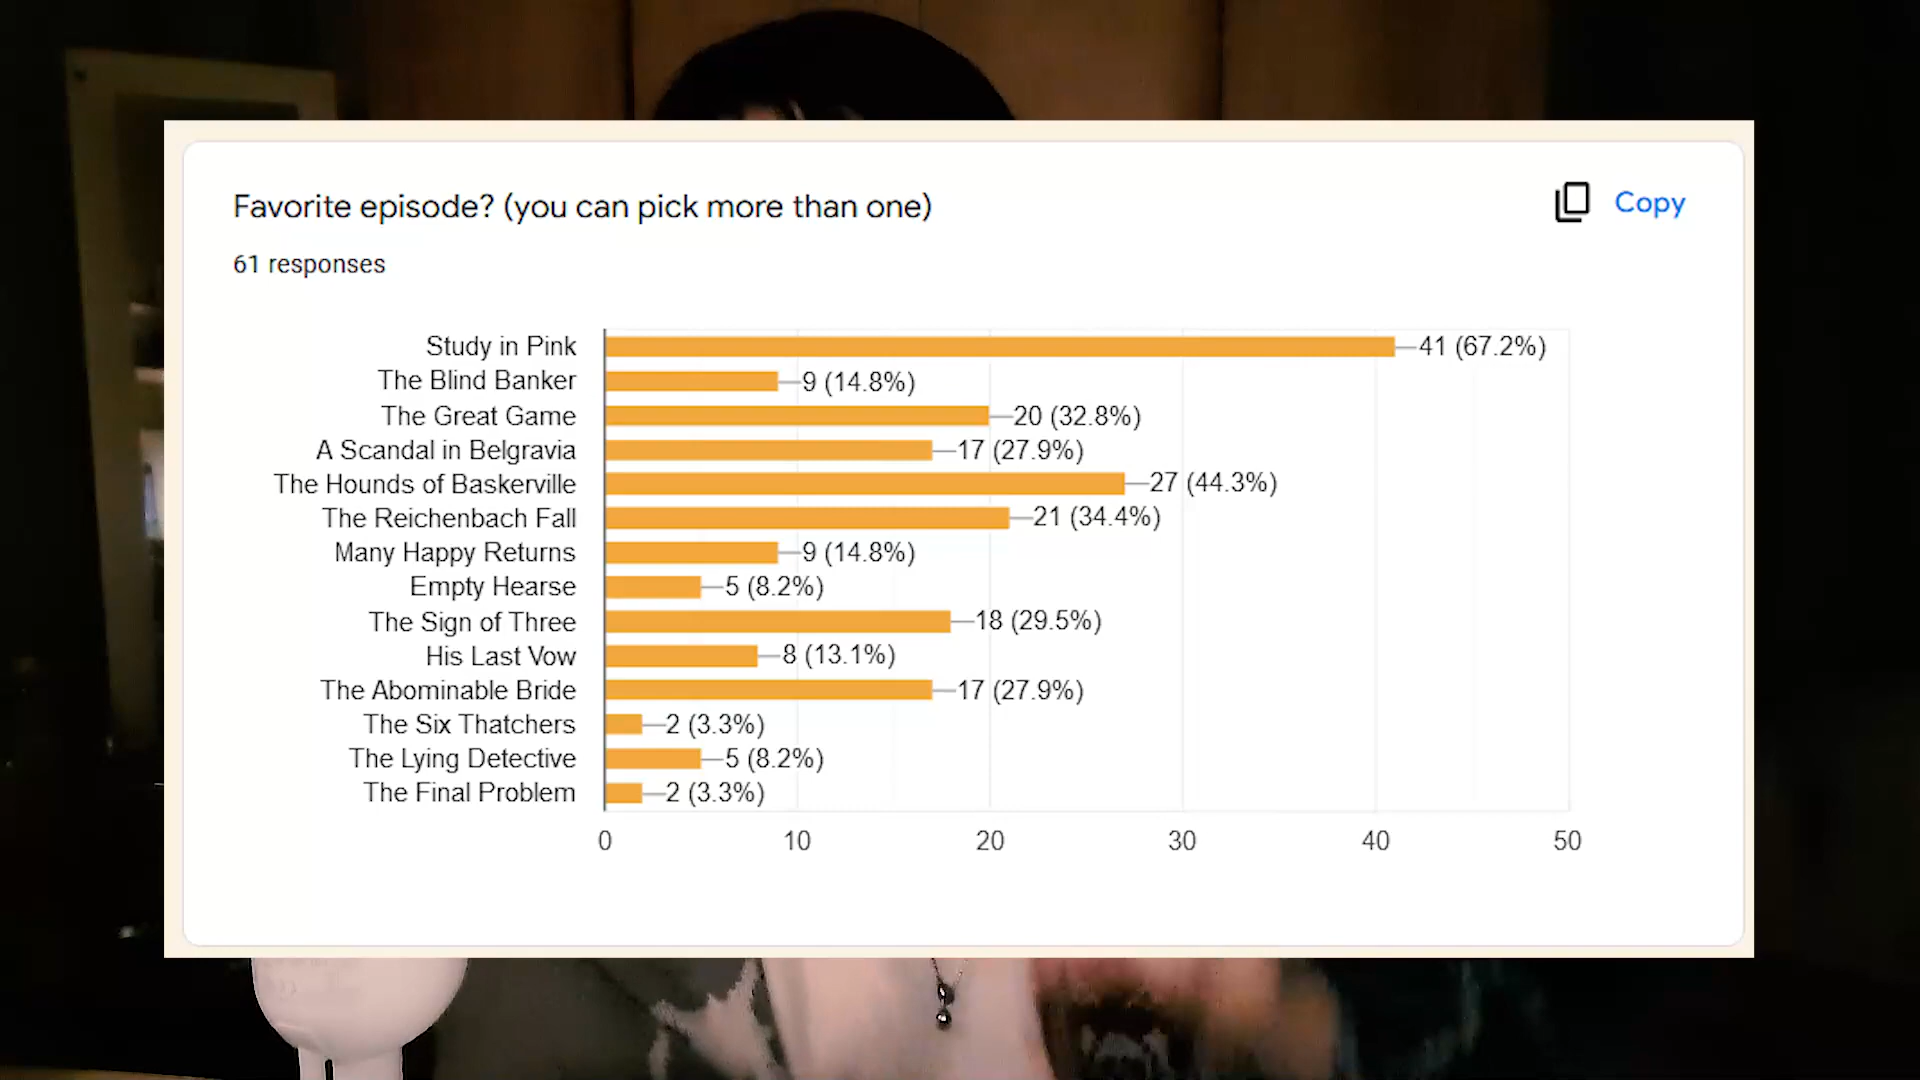 Favorite episode? (you can pick more than one)
Copy
61 responses
Study in Pink 41 (67.2%)
The Blind Banker 9 (14.8%)
The Great Game 20 (32.8%)
A Scandal in Belgravia 17 (27.9%)
The Hounds of Baskerville 27 (44.3%)
The Reichenbach Fall 21 (34.4%)
Many Happy Returns 9 (14.8%)
Empty Hearse 5 (8.2%)
The Sign of Three 18 (29.5%)
His Last Vow 8 (13.1%)
The Abominable Bride 17 (27.9%)
The Six Thatchers 2 (3.3%)
The Lying Detective 5 (8.2%)
The Final Problem 2 (3.3%)
0 10 20 30 40 50